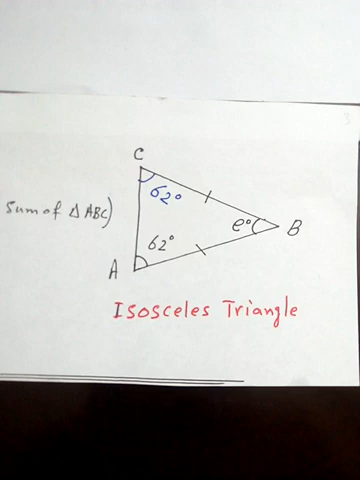 C
62°
Sum of △ ABC)
e° B
62°
A
Isosceles Triangle